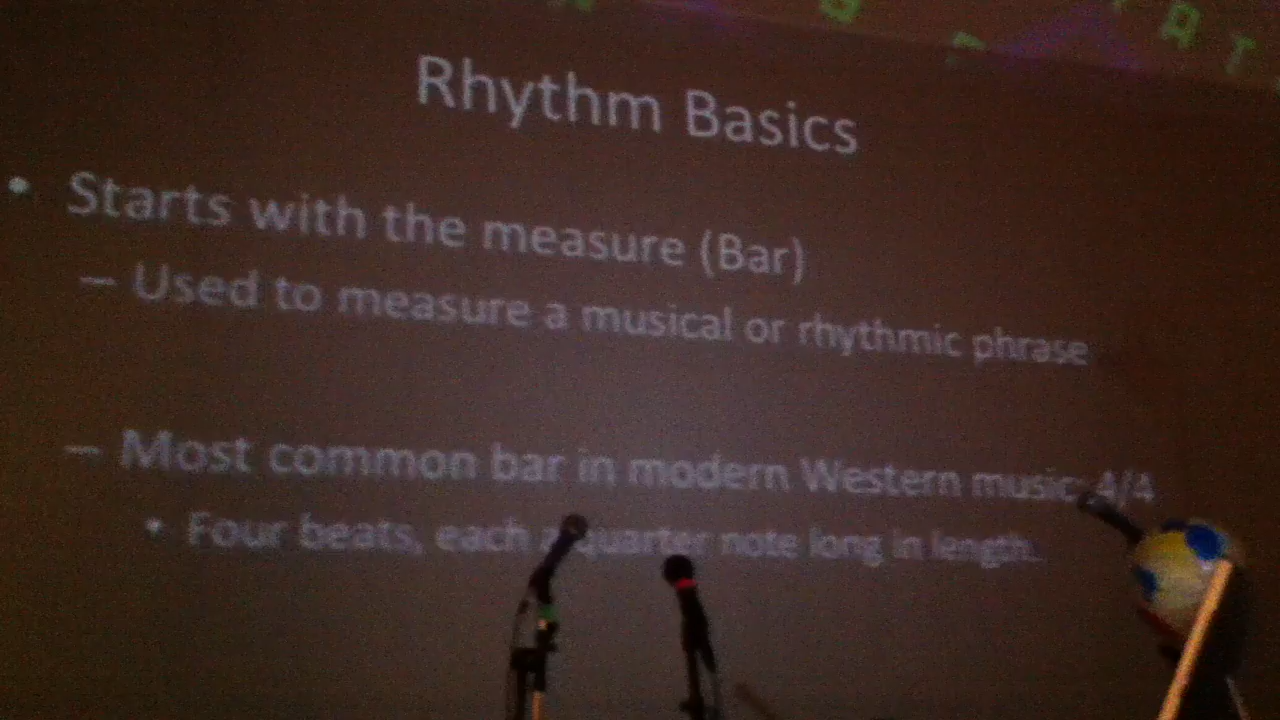 Rhythm Basics
• Starts with the measure (Bar)
– Used to measure a musical or rhythmic phrase
– Most common bar in modern Western music: 4/4
• Four beats, each a quarter note long in length.